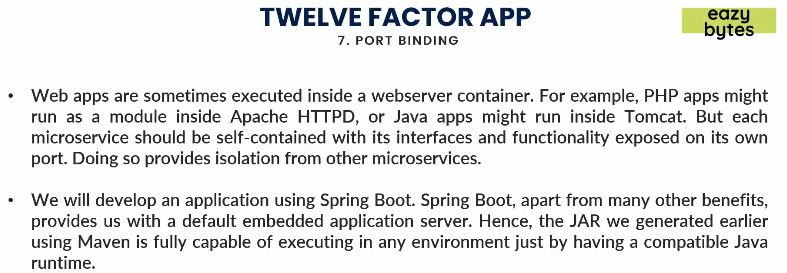 TWELVE FACTOR APP
eazy
bytes
7. PORT BINDING
• Web apps are sometimes executed inside a webserver container. For example, PHP apps might
run as a module inside Apache HTTPD, or Java apps might run inside Tomcat. But each
microservice should be self-contained with its interfaces and functionality exposed on its own
port. Doing so provides isolation from other microservices.
• We will develop an application using Spring Boot. Spring Boot, apart from many other benefits,
provides us with a default embedded application server. Hence, the JAR we generated earlier
using Maven is fully capable of executing in any environment just by having a compatible Java
runtime.